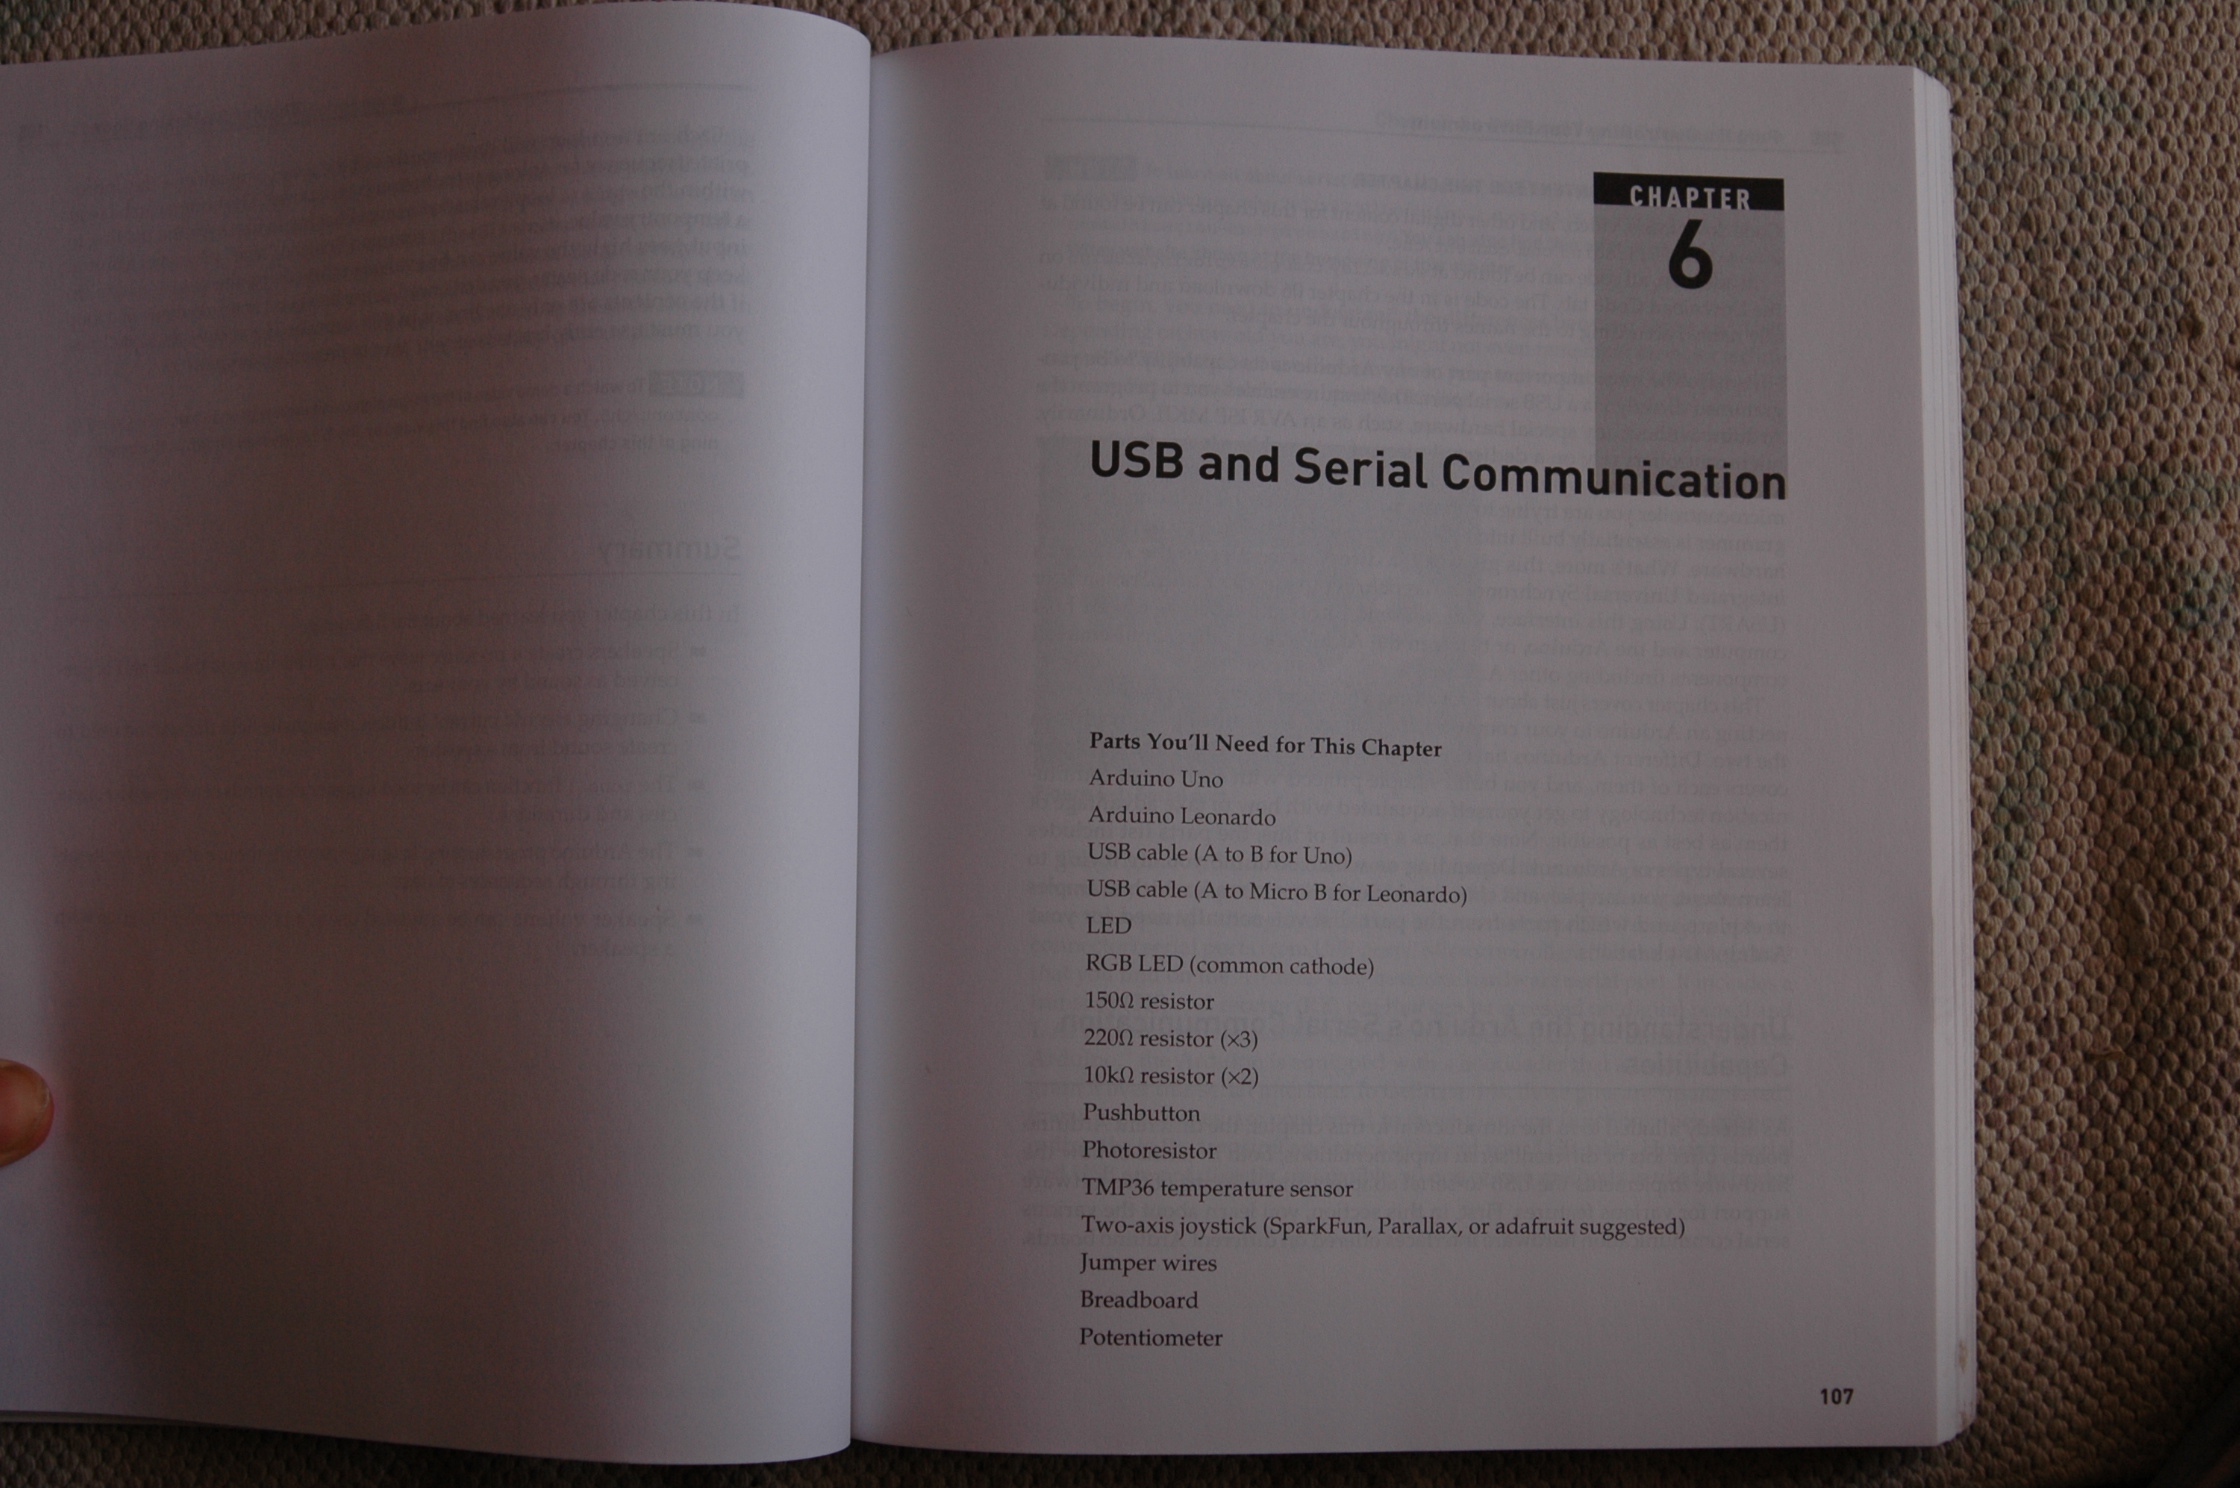 CHAPTER
6
USB and Serial Communication
Parts You'll Need for This Chapter
Arduino Uno
Arduino Leonardo
USB cable (A to B for Uno)
USB cable (A to Micro B for Leonardo)
LED
RGB LED (common cathode)
150Ω resistor
220Ω resistor (×3)
10kΩ resistor (×2)
Pushbutton
Photoresistor
TMP36 temperature sensor
Two-axis joystick (SparkFun, Parallax, or adafruit suggested)
Jumper wires
Breadboard
Potentiometer
107